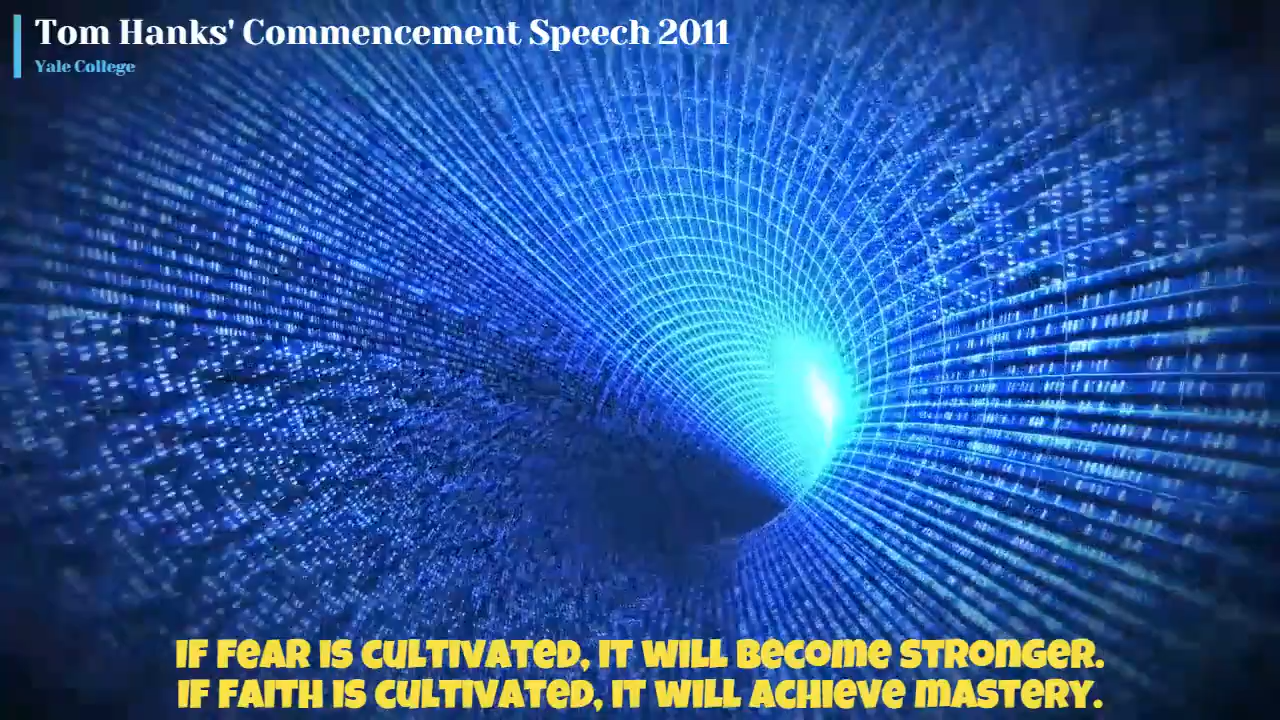 Tom Hanks' Commencement Speech 2011
Yale College
IF FEAR IS CULTIVATED, IT WILL BECOME STRONGER.
IF FAITH IS CULTIVATED, IT WILL ACHIEVE MASTERY.